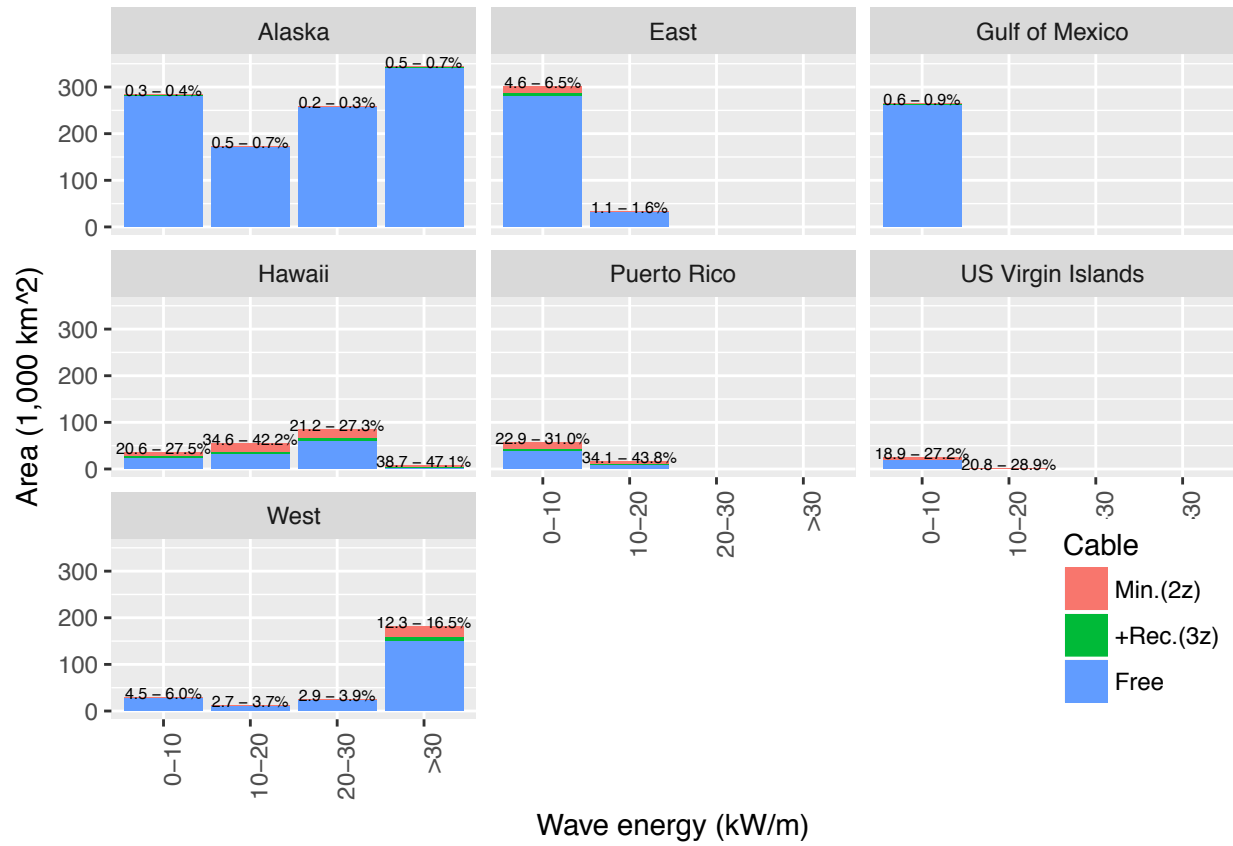 Alaska
East
Gulf of Mexico
0.3 − 0.4%
0.5 − 0.7%
0.2 − 0.3%
0.5 − 0.7%
4.6 − 6.5%
1.1 − 1.6%
0.6 − 0.9%
300
200
100
0
Hawaii
Puerto Rico
US Virgin Islands
20.6 − 27.5%
34.6 − 42.2%
21.2 − 27.3%
38.7 − 47.1%
22.9 − 31.0%
34.1 − 43.8%
18.9 − 27.2%
20.8 − 28.9%
300
200
100
0
0−10
10−20
20−30
>30
0−10
10−20
West
4.5 − 6.0%
2.7 − 3.7%
2.9 − 3.9%
12.3 − 16.5%
300
200
100
0
0−10
10−20
20−30
>30
Area (1,000 km^2)
Wave energy (kW/m)
Cable
Min.(2z)
+Rec.(3z)
Free